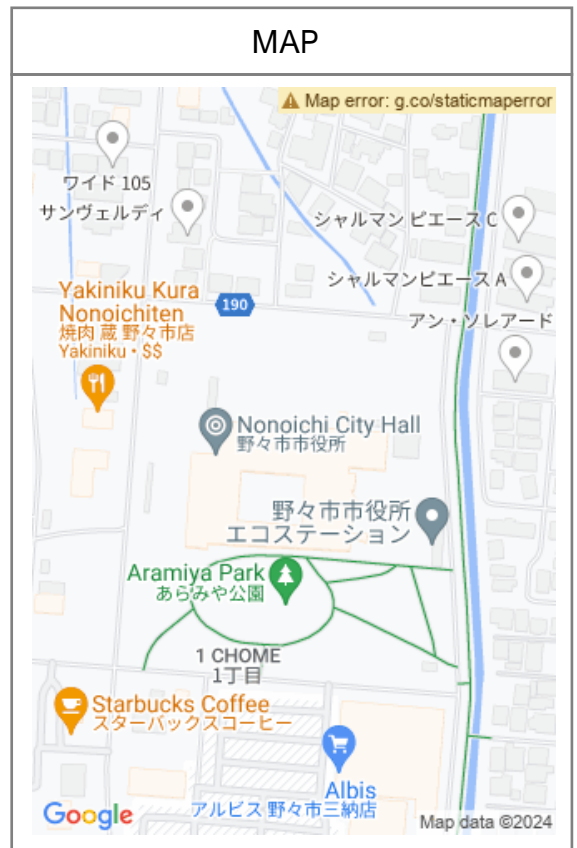 MAP
Map error: g.co/staticmaperror
ワイド 105
サンヴェルディ
シャルマン ピエース C
シャルマンピエース A
Yakiniku Kura
Nonoichiten
焼肉 蔵 野々市店
Yakiniku • $$
190
アン・ソレアード
Nonoichi City Hall
野々市市役所
野々市市役所
エコステーション
Aramiya Park
あらみや公園
1 CHOME
1丁目
Starbucks Coffee
スターバックスコーヒー
Albis
アルビス 野々市三納店
Google
Map data ©2024